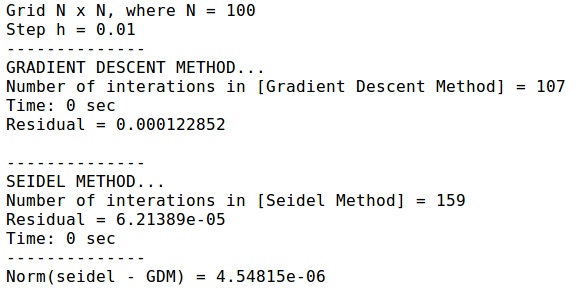 Grid N x N, where N = 100
Step h = 0.01
--------------
GRADIENT DESCENT METHOD...
Number of interations in [Gradient Descent Method] = 107
Time: 0 sec
Residual = 0.000122852
--------------
SEIDEL METHOD...
Number of interations in [Seidel Method] = 159
Residual = 6.21389e-05
Time: 0 sec
--------------
Norm(seidel - GDM) = 4.54815e-06